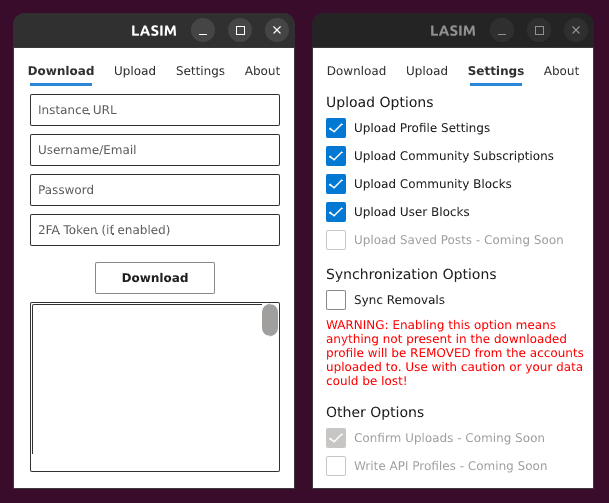 LASIM
Download Upload Settings About
Instance URL
Username/Email
Password
2FA Token (if enabled)
Download
LASIM
Download Upload Settings About
Upload Options
Upload Profile Settings
Upload Community Subscriptions
Upload Community Blocks
Upload User Blocks
Upload Saved Posts - Coming Soon
Synchronization Options
Sync Removals
WARNING: Enabling this option means
anything not present in the downloaded
profile will be REMOVED from the accounts
uploaded to. Use with caution or your data
could be lost!
Other Options
Confirm Uploads - Coming Soon
Write API Profiles - Coming Soon